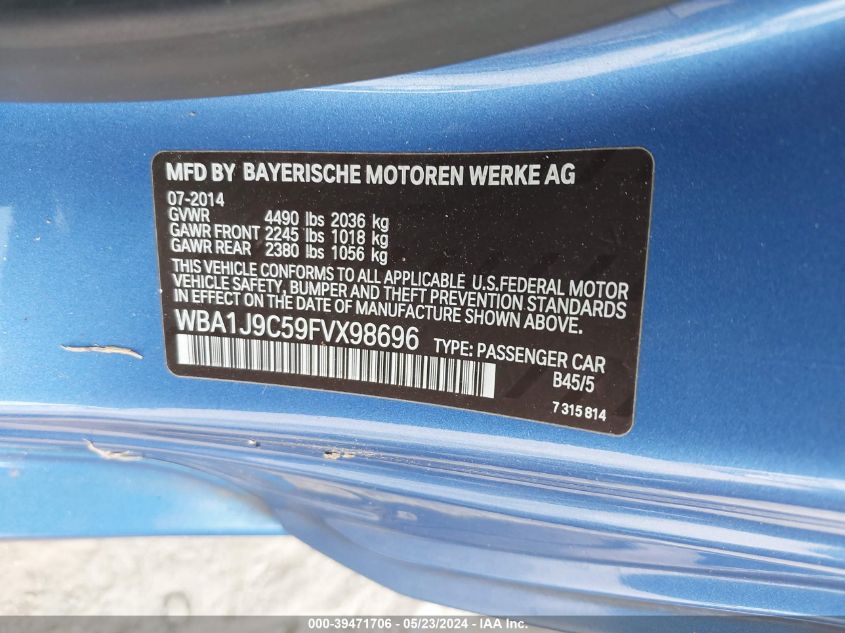 MFD BY BAYERISCHE MOTOREN WERKE AG
07-2014
GVWR 4490 lbs 2036 kg
GAWR FRONT 2245 lbs 1018 kg
GAWR REAR 2380 lbs 1056 kg
THIS VEHICLE CONFORMS TO ALL APPLICABLE U.S.FEDERAL MOTOR
VEHICLE SAFETY, BUMPER AND THEFT PREVENTION STANDARDS
IN EFFECT ON THE DATE OF MANUFACTURE SHOWN ABOVE.
WBA1J9C59FVX98696 TYPE: PASSENGER CAR
B45/5
7 315 814
000-39471706 - 05/23/2024 - IAA Inc.